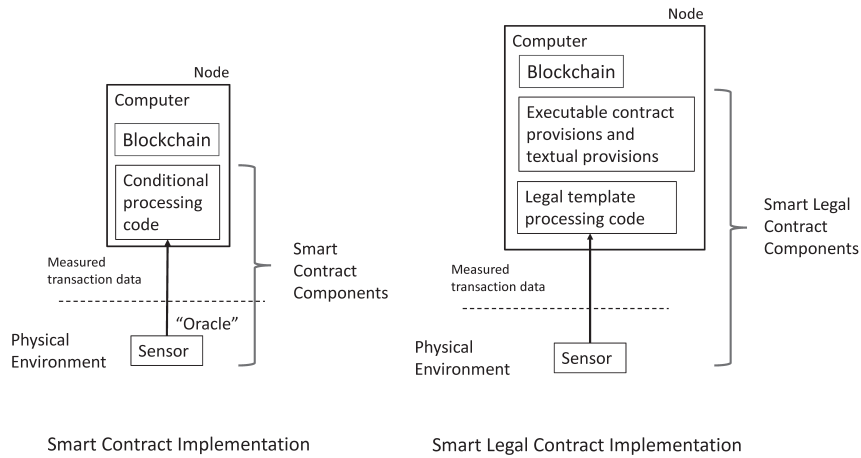 Node
Computer
Blockchain
Conditional
processing
code
Measured
transaction data
"Oracle"
Physical
Environment
Sensor
Smart
Contract
Components
Smart Contract Implementation
Node
Computer
Blockchain
Executable contract
provisions and
textual provisions
Legal template
processing code
Measured
transaction data
Physical
Environment
Sensor
Smart Legal
Contract
Components
Smart Legal Contract Implementation